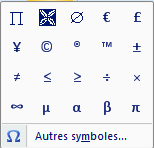 ∏ ∅ € £
¥ © ® ™ ±
≠ ≤ ≥ ÷ ×
∞ µ α β π
Ω Autres symboles...